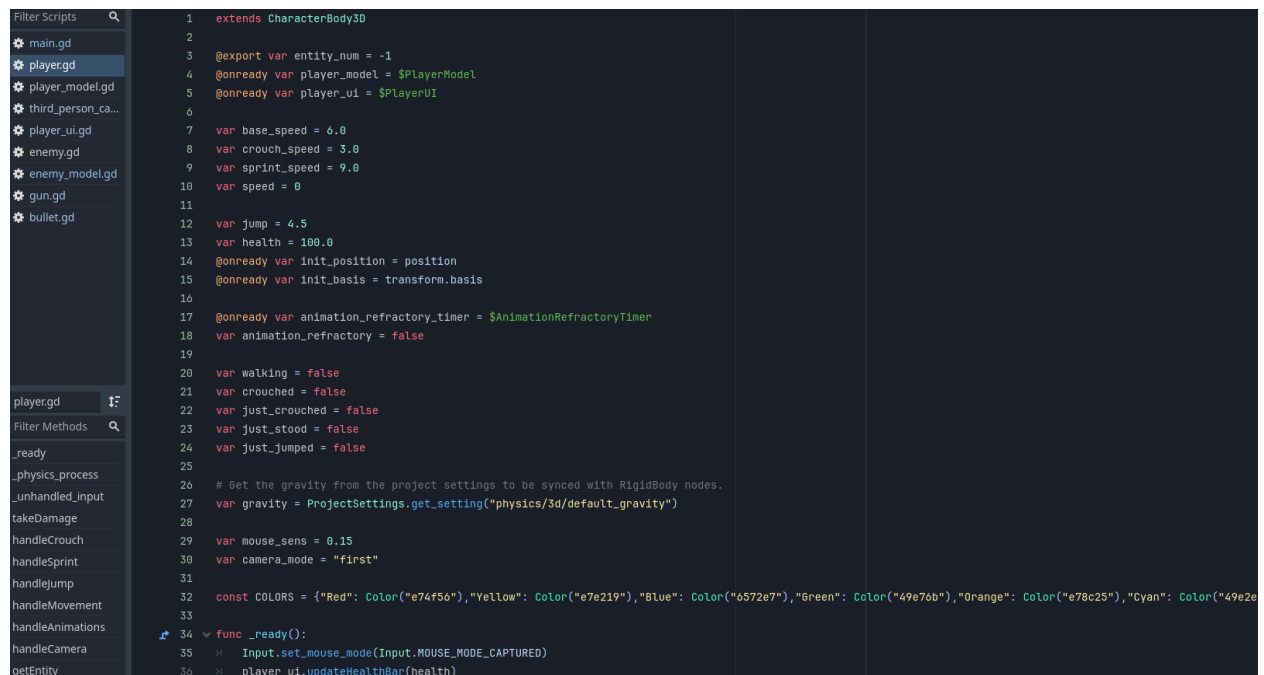 Filter Scripts
main.gd
player.gd
player_model.gd
third_person_ca...
player_ui.gd
enemy.gd
enemy_model.gd
gun.gd
bullet.gd
player.gd
Filter Methods
_ready
_physics_process
_unhandled_input
takeDamage
handleCrouch
handleSprint
handleJump
handleMovement
handleAnimations
handleCamera
getEntity
1 extends CharacterBody3D
2
3 @export var entity_num = -1
4 @onready var player_model = $PlayerModel
5 @onready var player_ui = $PlayerUI
6
7 var base_speed = 6.0
8 var crouch_speed = 3.0
9 var sprint_speed = 9.0
10 var speed = 0
11
12 var jump = 4.5
13 var health = 100.0
14 @onready var init_position = position
15 @onready var init_basis = transform.basis
16
17 @onready var animation_refractory_timer = $AnimationRefractoryTimer
18 var animation_refractory = false
19
20 var walking = false
21 var crouched = false
22 var just_crouched = false
23 var just_stood = false
24 var just_jumped = false
25
26 # Get the gravity from the project settings to be synced with RigidBody nodes.
27 var gravity = ProjectSettings.get_setting("physics/3d/default_gravity")
28
29 var mouse_sens = 0.15
30 var camera_mode = "first"
31
32 const COLORS = {"Red": Color("e74f56"),"Yellow": Color("e7e219"),"Blue": Color("6572e7"),"Green": Color("49e76b"),"Orange": Color("e78c25"),"Cyan": Color("49e2e
33
34 func _ready():
35 Input.set_mouse_mode(Input.MOUSE_MODE_CAPTURED)
36 player_ui.updateHealthBar(health)